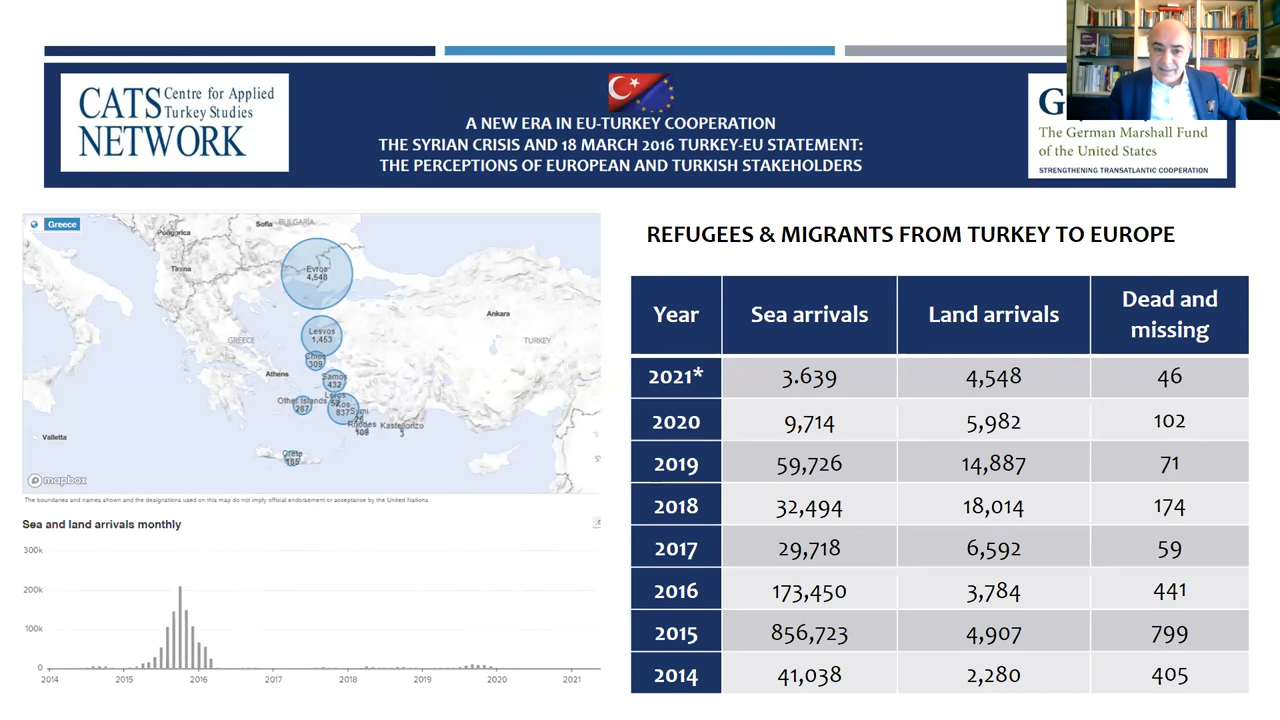 CATS Centre for Applied
Turkey Studies
NETWORK
A NEW ERA IN EU-TURKEY COOPERATION
THE SYRIAN CRISIS AND 18 MARCH 2016 TURKEY-EU STATEMENT:
THE PERCEPTIONS OF EUROPEAN AND TURKISH STAKEHOLDERS
G
The German Marshall Fund
of the United States
STRENGTHENING TRANSATLANTIC COOPERATION
Greece
Podgorica
Sofia
BULGARIA
Tirana
Evros
4,548
Ankara
Lesvos
1,453
GREECE
TURKEY
Chios
309
Athens
Samos
432
Leros
Other Islands
287
Kos
837
Symi
Rhodes
109
Kastellorizo
3
Valletta
Crete
185
mapbox
The boundaries and names shown and the designations used on this map do not imply official endorsement or acceptance by the United Nations.
Sea and land arrivals monthly
300k
200k
100k
0
2014 2015 2016 2017 2018 2019 2020 2021
REFUGEES & MIGRANTS FROM TURKEY TO EUROPE
Year Sea arrivals Land arrivals Dead and missing
2021* 3.639 4,548 46
2020 9,714 5,982 102
2019 59,726 14,887 71
2018 32,494 18,014 174
2017 29,718 6,592 59
2016 173,450 3,784 441
2015 856,723 4,907 799
2014 41,038 2,280 405